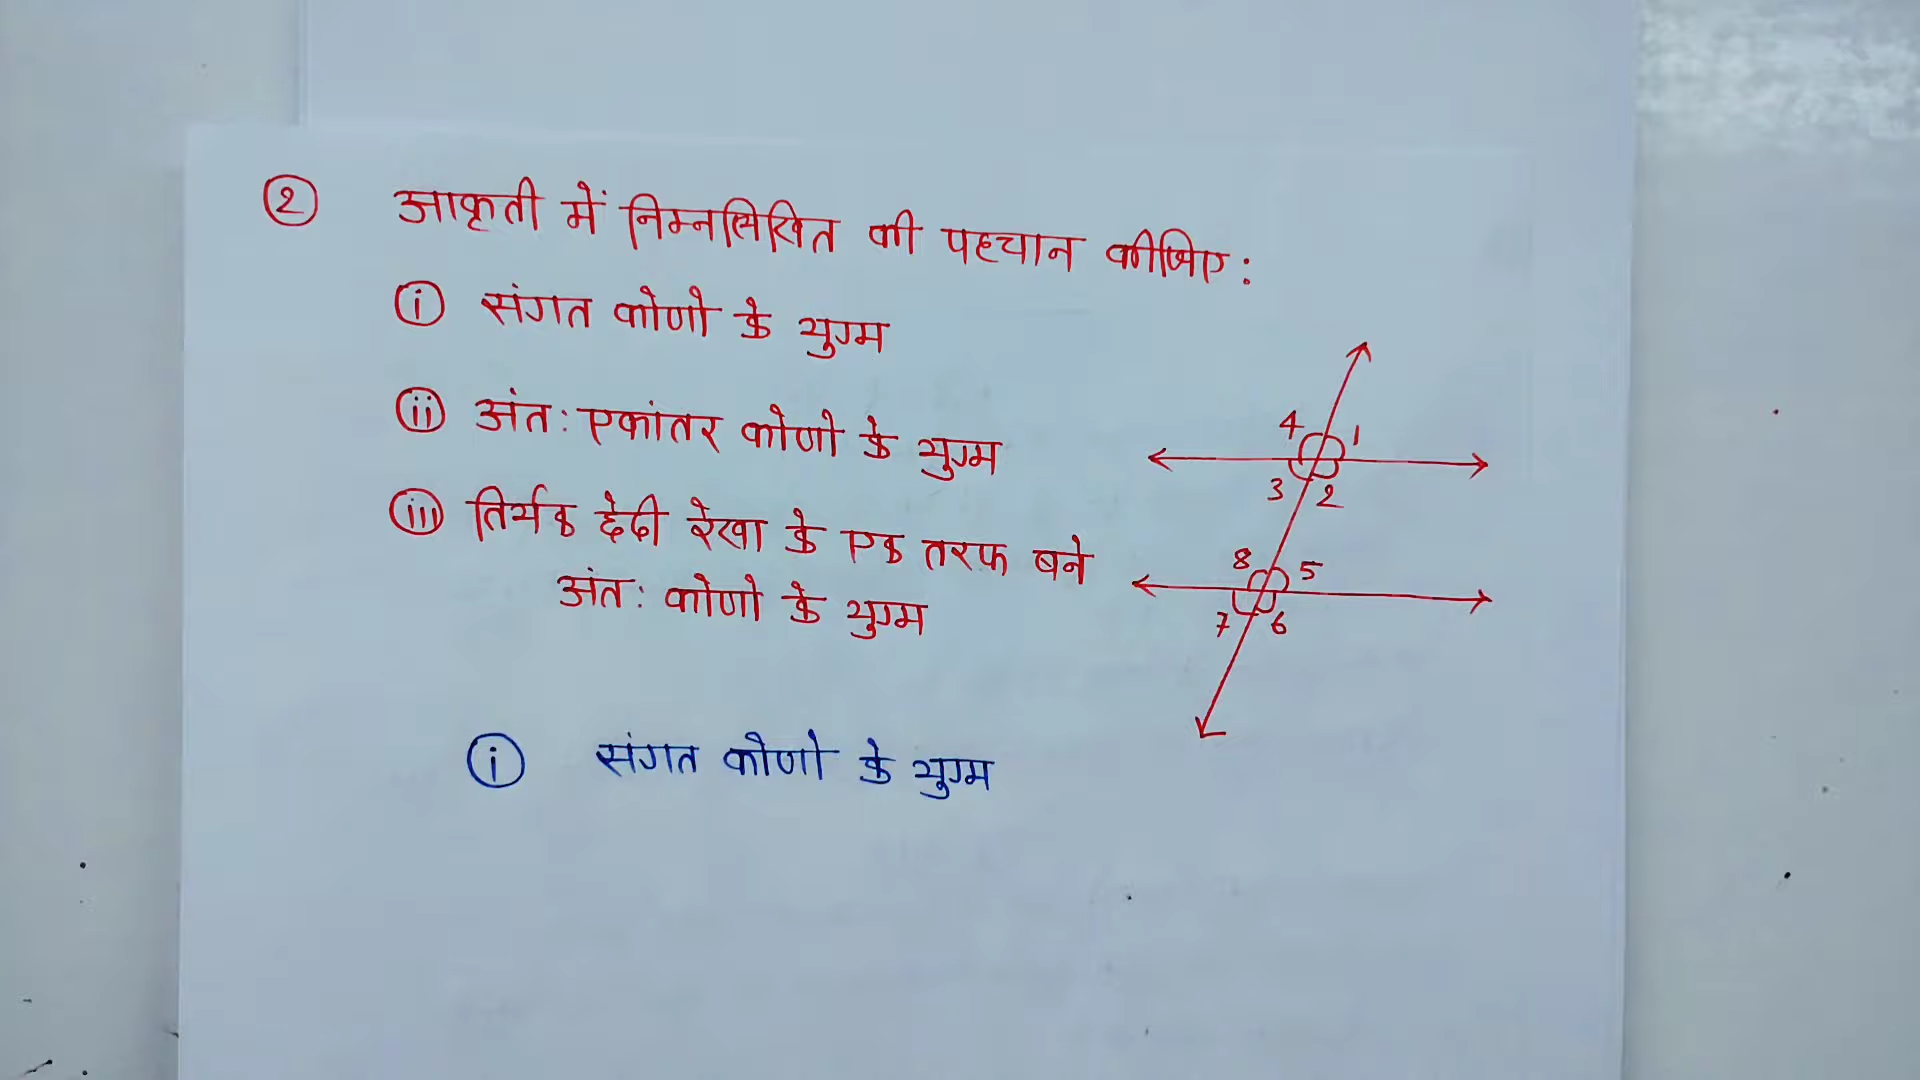 ② आकृती में निम्नलिखित की पहचान कीजिए:
ⓘ संगत कोणो के युग्म
ⓘⓘ अंत: एकांतर कोणो के युग्म
ⓘⓘⓘ तिर्यक छेदी रेखा के एक तरफ बने
अंत: कोणो के युग्म
4 1
3 2
8 5
7 6
ⓘ संगत कोणो के युग्म